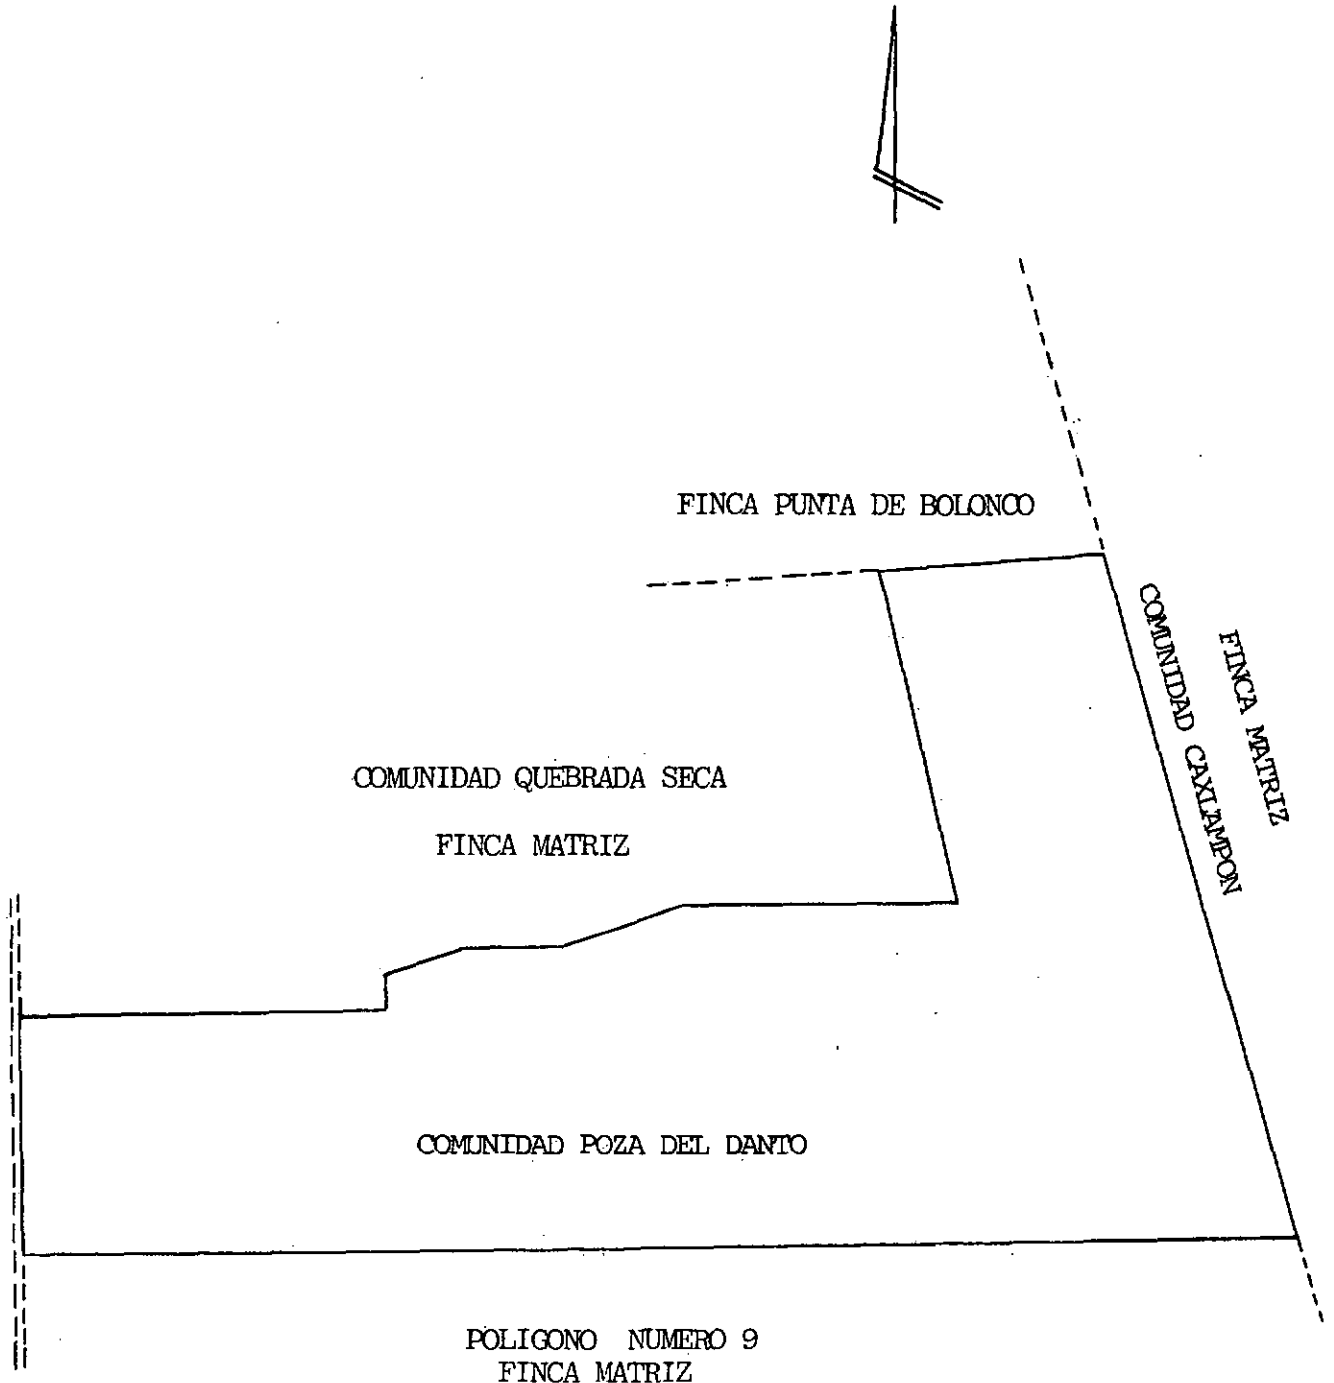 FINCA PUNTA DE BOLONCO
COMUNIDAD CAXLAMPON
FINCA MATRIZ
COMUNIDAD QUEBRADA SECA
FINCA MATRIZ
COMUNIDAD POZA DEL DANTO
POLIGONO NUMERO 9
FINCA MATRIZ